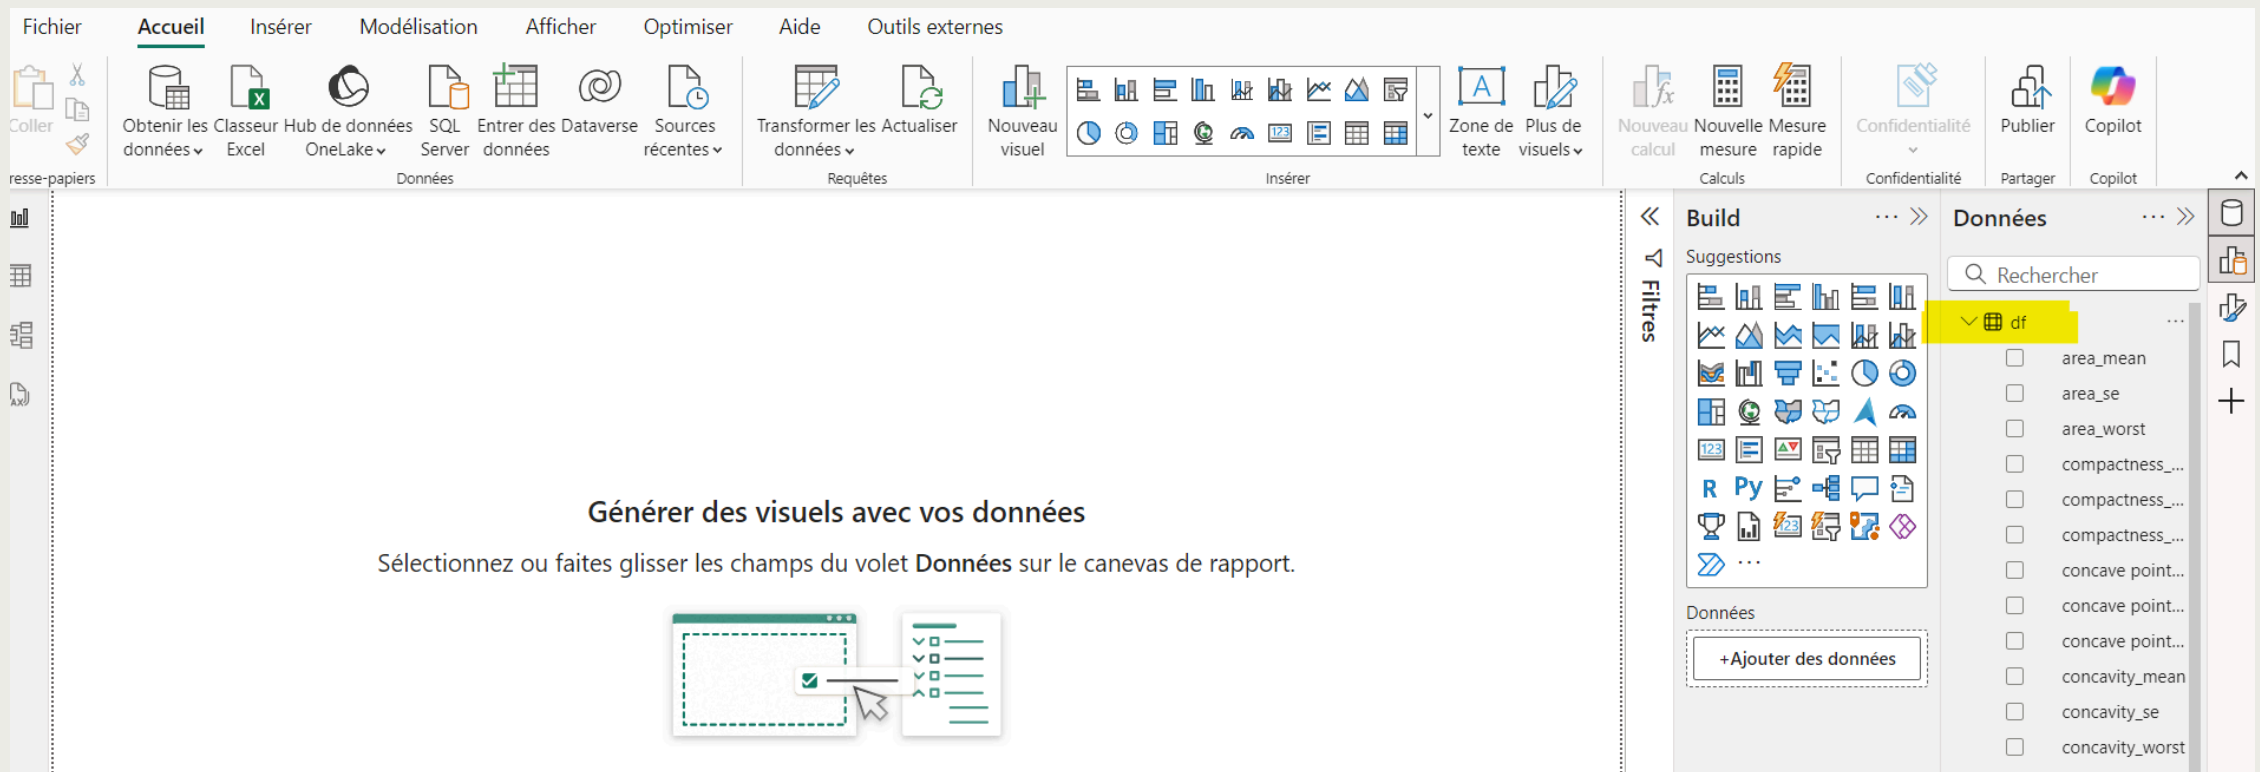 Fichier Accueil Insérer Modélisation Afficher Optimiser Aide Outils externes
Coller
Obtenir les données
Classeur Excel
Hub de données OneLake
SQL Server
Entrer des données
Dataverse
Sources récentes
Transformer les données
Actualiser
Nouveau visuel
123
A
Zone de texte
Plus de visuels
Nouveau calcul
Nouvelle mesure
Mesure rapide
Confidentialité
Publier
Copilot
resse-papiers
Données
Requêtes
Insérer
Calculs
Confidentialité
Partager
Copilot
Filtres
Build
Suggestions
123
R Py
123
Données
+Ajouter des données
Données
Rechercher
df
area_mean
area_se
area_worst
compactness_...
compactness_...
compactness_...
concave point...
concave point...
concave point...
concavity_mean
concavity_se
concavity_worst
Générer des visuels avec vos données
Sélectionnez ou faites glisser les champs du volet Données sur le canevas de rapport.